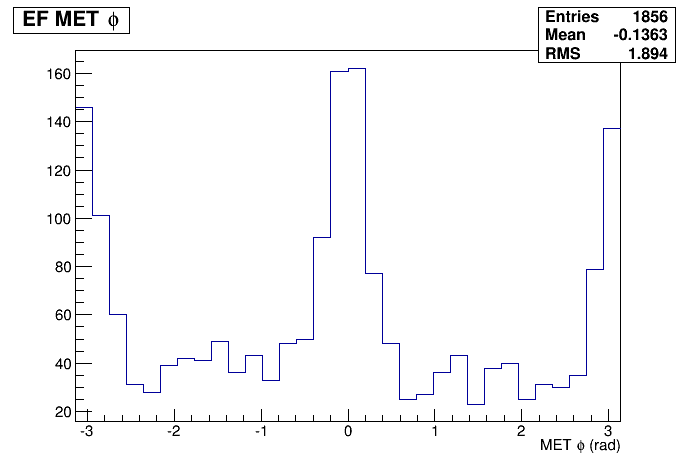 EF MET ϕ
Entries 1856
Mean -0.1363
RMS 1.894
160
140
120
100
80
60
40
20
-3 -2 -1 0 1 2 3
MET ϕ (rad)